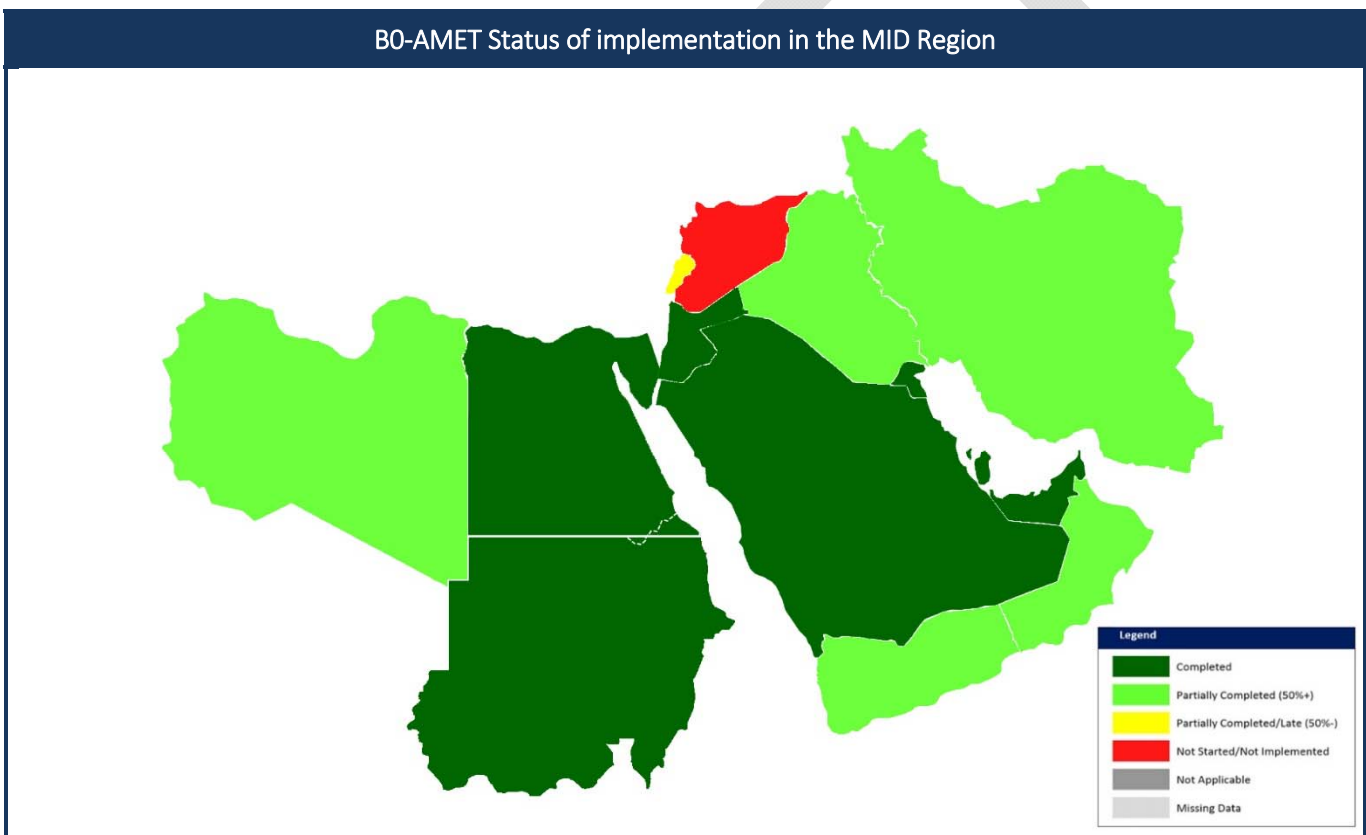 B0-AMET Status of implementation in the MID Region
Legend
Completed
Partially Completed (50%+)
Partially Completed/Late (50%-)
Not Started/Not Implemented
Not Applicable
Missing Data